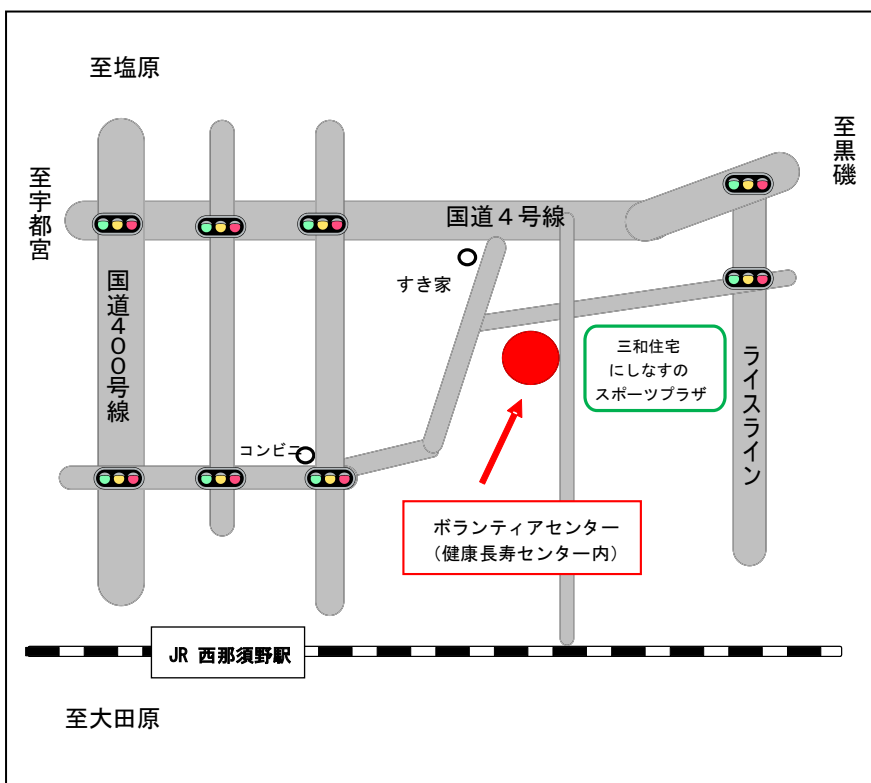 至塩原
至黒磯
至宇都宮
国道４号線
すき家
国道４００号線
三和住宅
にしなすの
スポーツプラザ
ライスライン
コンビニ
ボランティアセンター
（健康長寿センター内）
JR 西那須野駅
至大田原